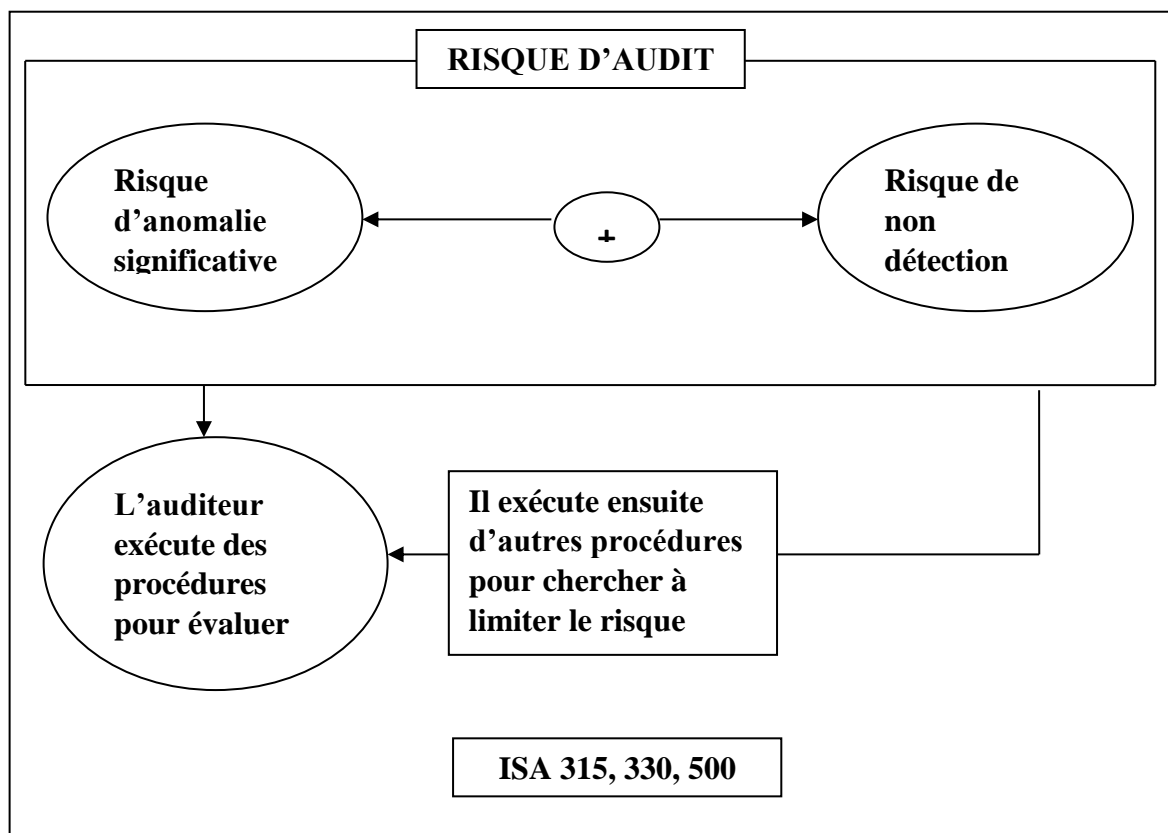 RISQUE D’AUDIT
Risque
d’anomalie
significative
+
Risque de
non
détection
L’auditeur
exécute des
procédures
pour évaluer
Il exécute ensuite
d’autres procédures
pour chercher à
limiter le risque
ISA 315, 330, 500